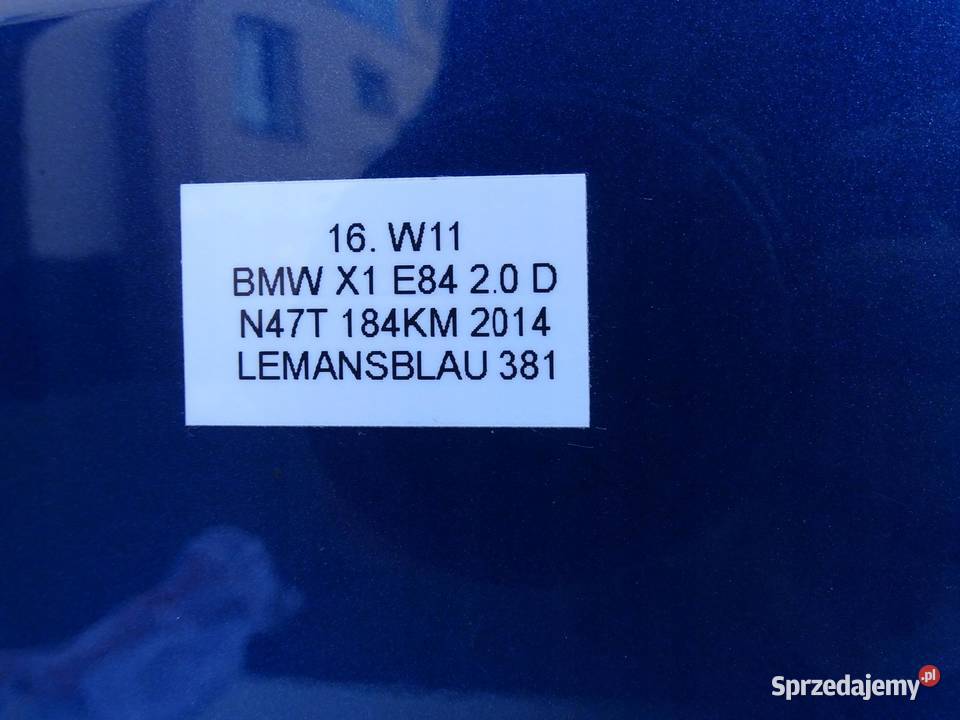 16. W11
BMW X1 E84 2.0 D
N47T 184KM 2014
LEMANSBLAU 381
Sprzedajemy.pl